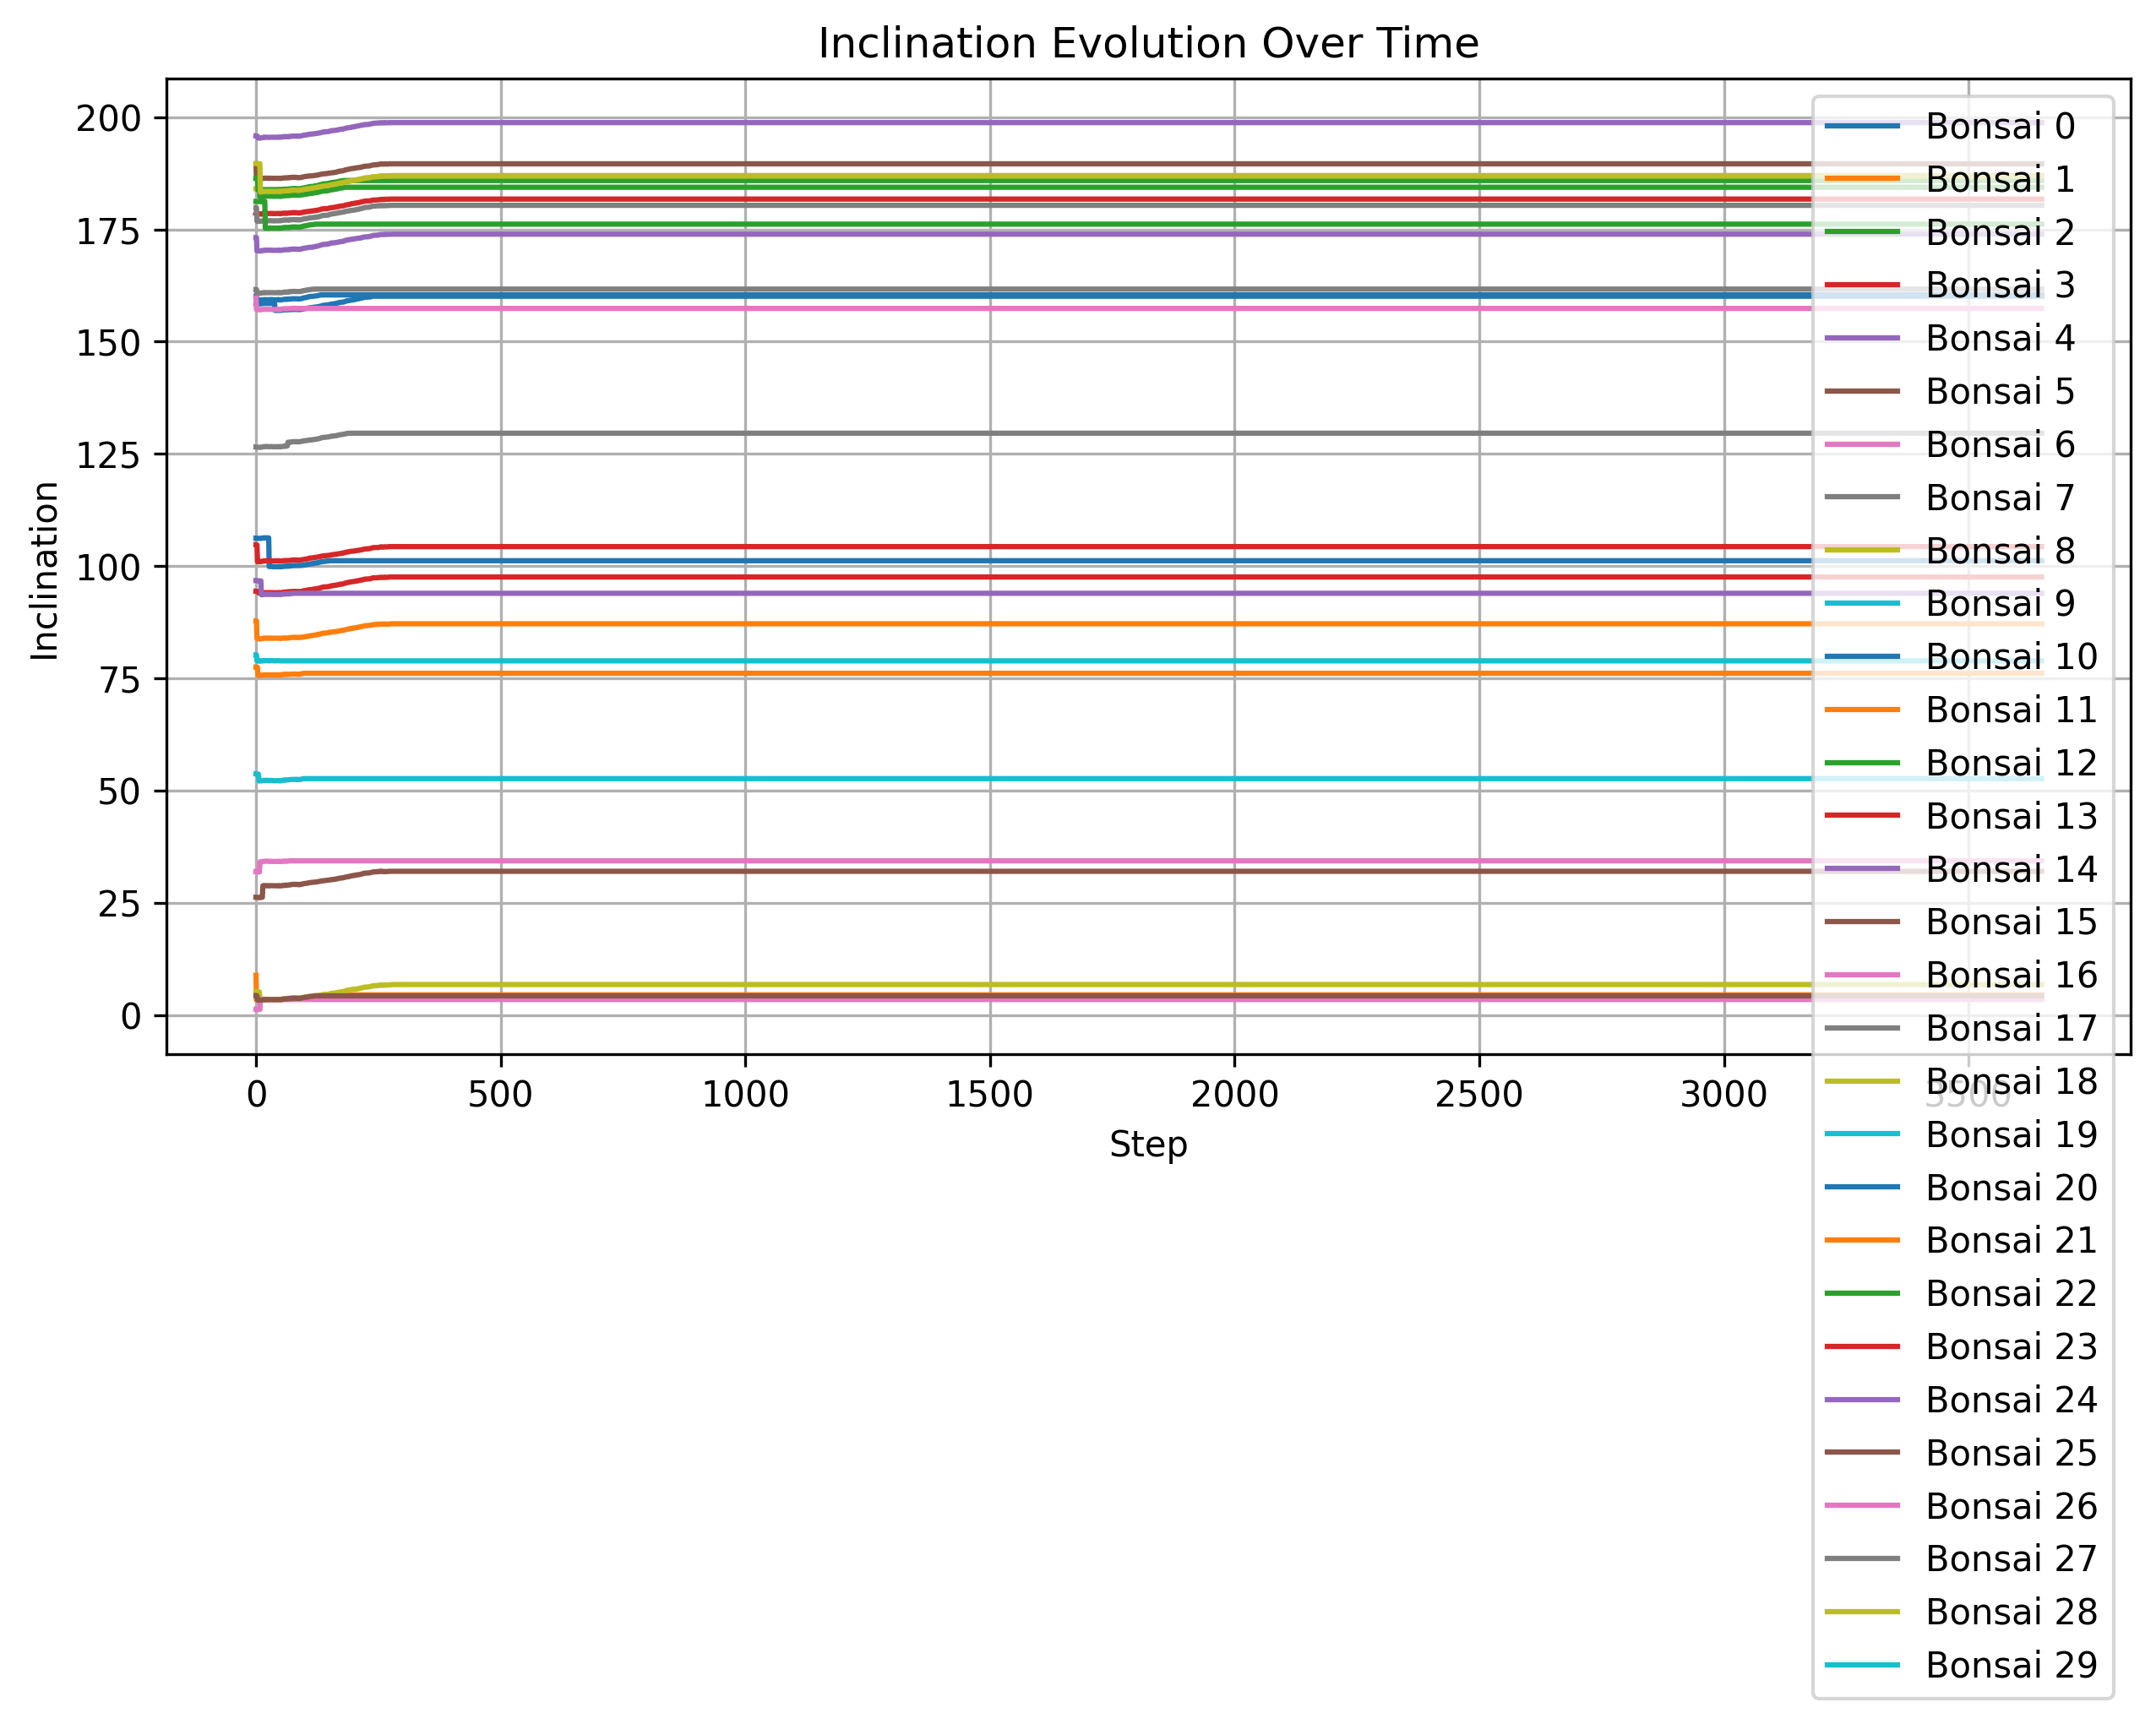 Inclination Evolution Over Time
Inclination
200
175
150
125
100
75
50
25
0
0
500
1000
1500
2000
2500
3000
3500
Step
Bonsai 0
Bonsai 1
Bonsai 2
Bonsai 3
Bonsai 4
Bonsai 5
Bonsai 6
Bonsai 7
Bonsai 8
Bonsai 9
Bonsai 10
Bonsai 11
Bonsai 12
Bonsai 13
Bonsai 14
Bonsai 15
Bonsai 16
Bonsai 17
Bonsai 18
Bonsai 19
Bonsai 20
Bonsai 21
Bonsai 22
Bonsai 23
Bonsai 24
Bonsai 25
Bonsai 26
Bonsai 27
Bonsai 28
Bonsai 29